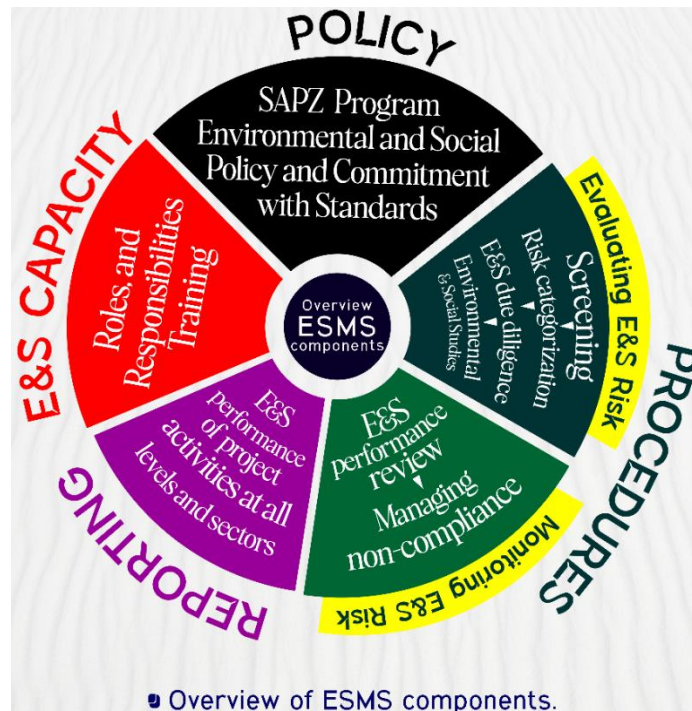 POLICY
SAPZ Program
Environmental and Social
Policy and Commitment
with Standards
Evaluating E&S Risk
Screening
Risk categorization
E&S due diligence
Environmental
& Social Studies
PROCEDURES
E&S
performance
review
Managing
non-compliance
Monitoring E&S Risk
E&S
performance
of project
activities at all
levels and sectors
REPORTING
Roles, and
Responsibilities
Training
E&S CAPACITY
Overview
ESMS
components
Overview of ESMS components.